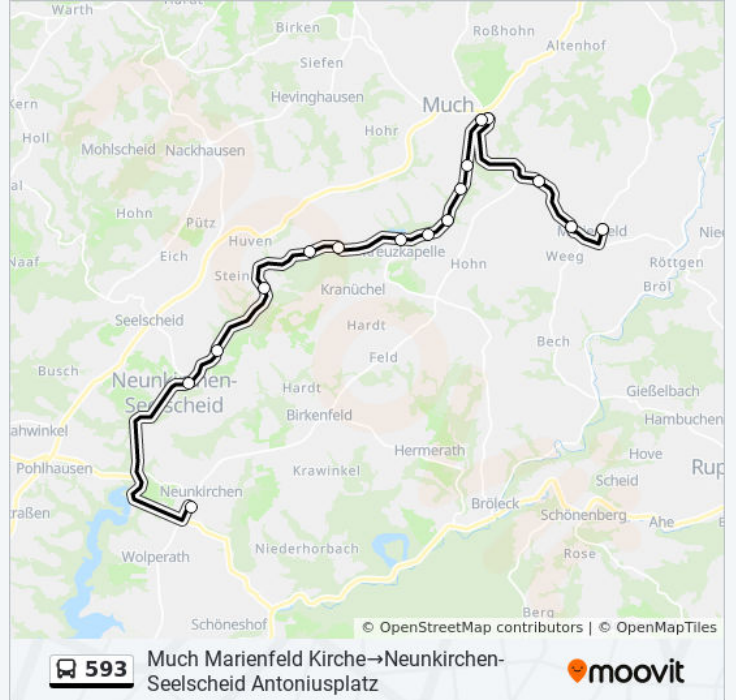 Warth
Birken
Roßhohn
Altenhof
Siefen
Hevinghausen
Much
Kern
Holl
Hohr
Mohlscheid
Nackhausen
al
Hohn
Pütz
Huven
Eich
Naaf
Stein
Kreuzkapelle
Hohn
Weeg
Röttgen
Bröl
Kranüchel
Seelscheid
Hardt
Feld
Bech
Busch
Neunkirchen-
Seelscheid
Hardt
Birkenfeld
Gießelbach
Hambuchen
ahwinkel
Pohlhausen
Hermerath
Hove
Rup
Krawinkel
Scheid
Neunkirchen
Bröleck
Schönenberg
Ahe
raßen
Wolperath
Niederhorbach
Rose
Berg
Schöneshof
© OpenStreetMap contributors | © OpenMapTiles
593
Much Marienfeld Kirche→Neunkirchen-
Seelscheid Antoniusplatz
moovit